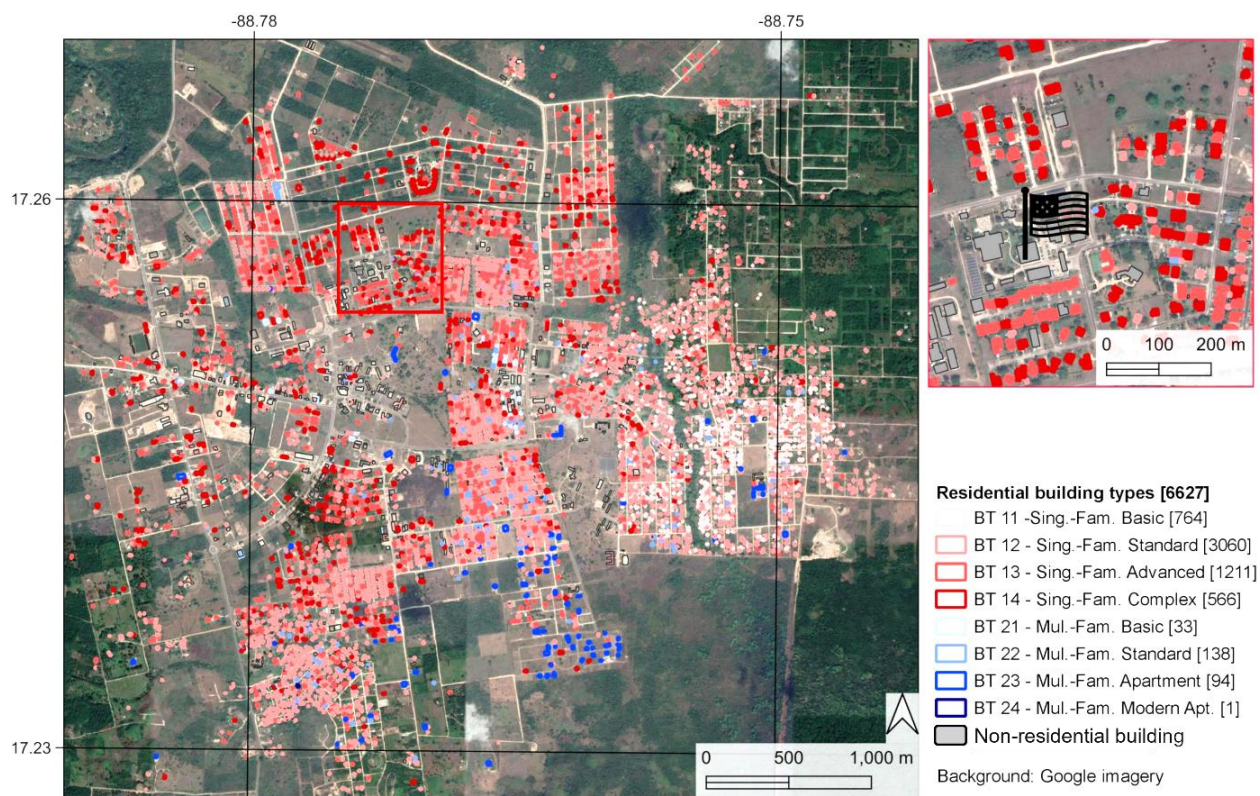 -88.78
-88.75
17.26
17.23
0 500 1,000 m
0 100 200 m
Residential building types [6627]
BT 11 -Sing.-Fam. Basic [764]
BT 12 - Sing.-Fam. Standard [3060]
BT 13 - Sing.-Fam. Advanced [1211]
BT 14 - Sing.-Fam. Complex [566]
BT 21 - Mul.-Fam. Basic [33]
BT 22 - Mul.-Fam. Standard [138]
BT 23 - Mul.-Fam. Apartment [94]
BT 24 - Mul.-Fam. Modern Apt. [1]
Non-residential building
Background: Google imagery